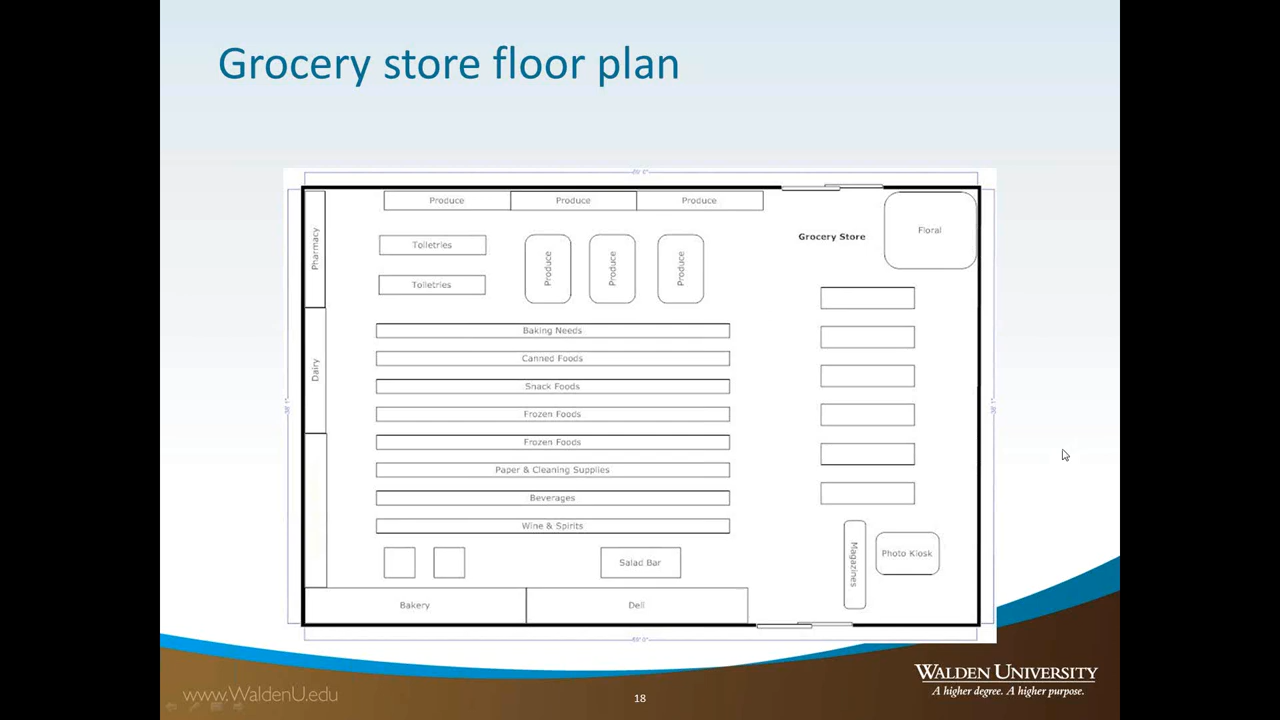 Grocery store floor plan
Produce
Produce
Produce
Pharmacy
Toiletries
Toiletries
Produce
Produce
Produce
Grocery Store
Floral
Dairy
Baking Needs
Canned Foods
Snack Foods
Frozen Foods
Frozen Foods
Paper & Cleaning Supplies
Beverages
Wine & Spirits
Salad Bar
Magazines
Photo Kiosk
Bakery
Deli
www.WaldenU.edu
18
WALDEN UNIVERSITY
A higher degree. A higher purpose.